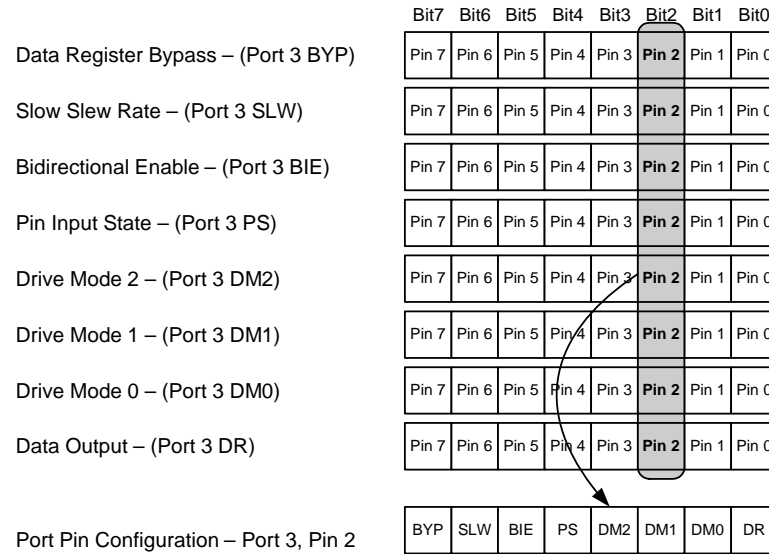 Bit7 Bit6 Bit5 Bit4 Bit3 Bit2 Bit1 Bit0
Data Register Bypass – (Port 3 BYP) Pin 7 Pin 6 Pin 5 Pin 4 Pin 3 Pin 2 Pin 1 Pin 0
Slow Slew Rate – (Port 3 SLW) Pin 7 Pin 6 Pin 5 Pin 4 Pin 3 Pin 2 Pin 1 Pin 0
Bidirectional Enable – (Port 3 BIE) Pin 7 Pin 6 Pin 5 Pin 4 Pin 3 Pin 2 Pin 1 Pin 0
Pin Input State – (Port 3 PS) Pin 7 Pin 6 Pin 5 Pin 4 Pin 3 Pin 2 Pin 1 Pin 0
Drive Mode 2 – (Port 3 DM2) Pin 7 Pin 6 Pin 5 Pin 4 Pin 3 Pin 2 Pin 1 Pin 0
Drive Mode 1 – (Port 3 DM1) Pin 7 Pin 6 Pin 5 Pin 4 Pin 3 Pin 2 Pin 1 Pin 0
Drive Mode 0 – (Port 3 DM0) Pin 7 Pin 6 Pin 5 Pin 4 Pin 3 Pin 2 Pin 1 Pin 0
Data Output – (Port 3 DR) Pin 7 Pin 6 Pin 5 Pin 4 Pin 3 Pin 2 Pin 1 Pin 0
Port Pin Configuration – Port 3, Pin 2 BYP SLW BIE PS DM2 DM1 DM0 DR